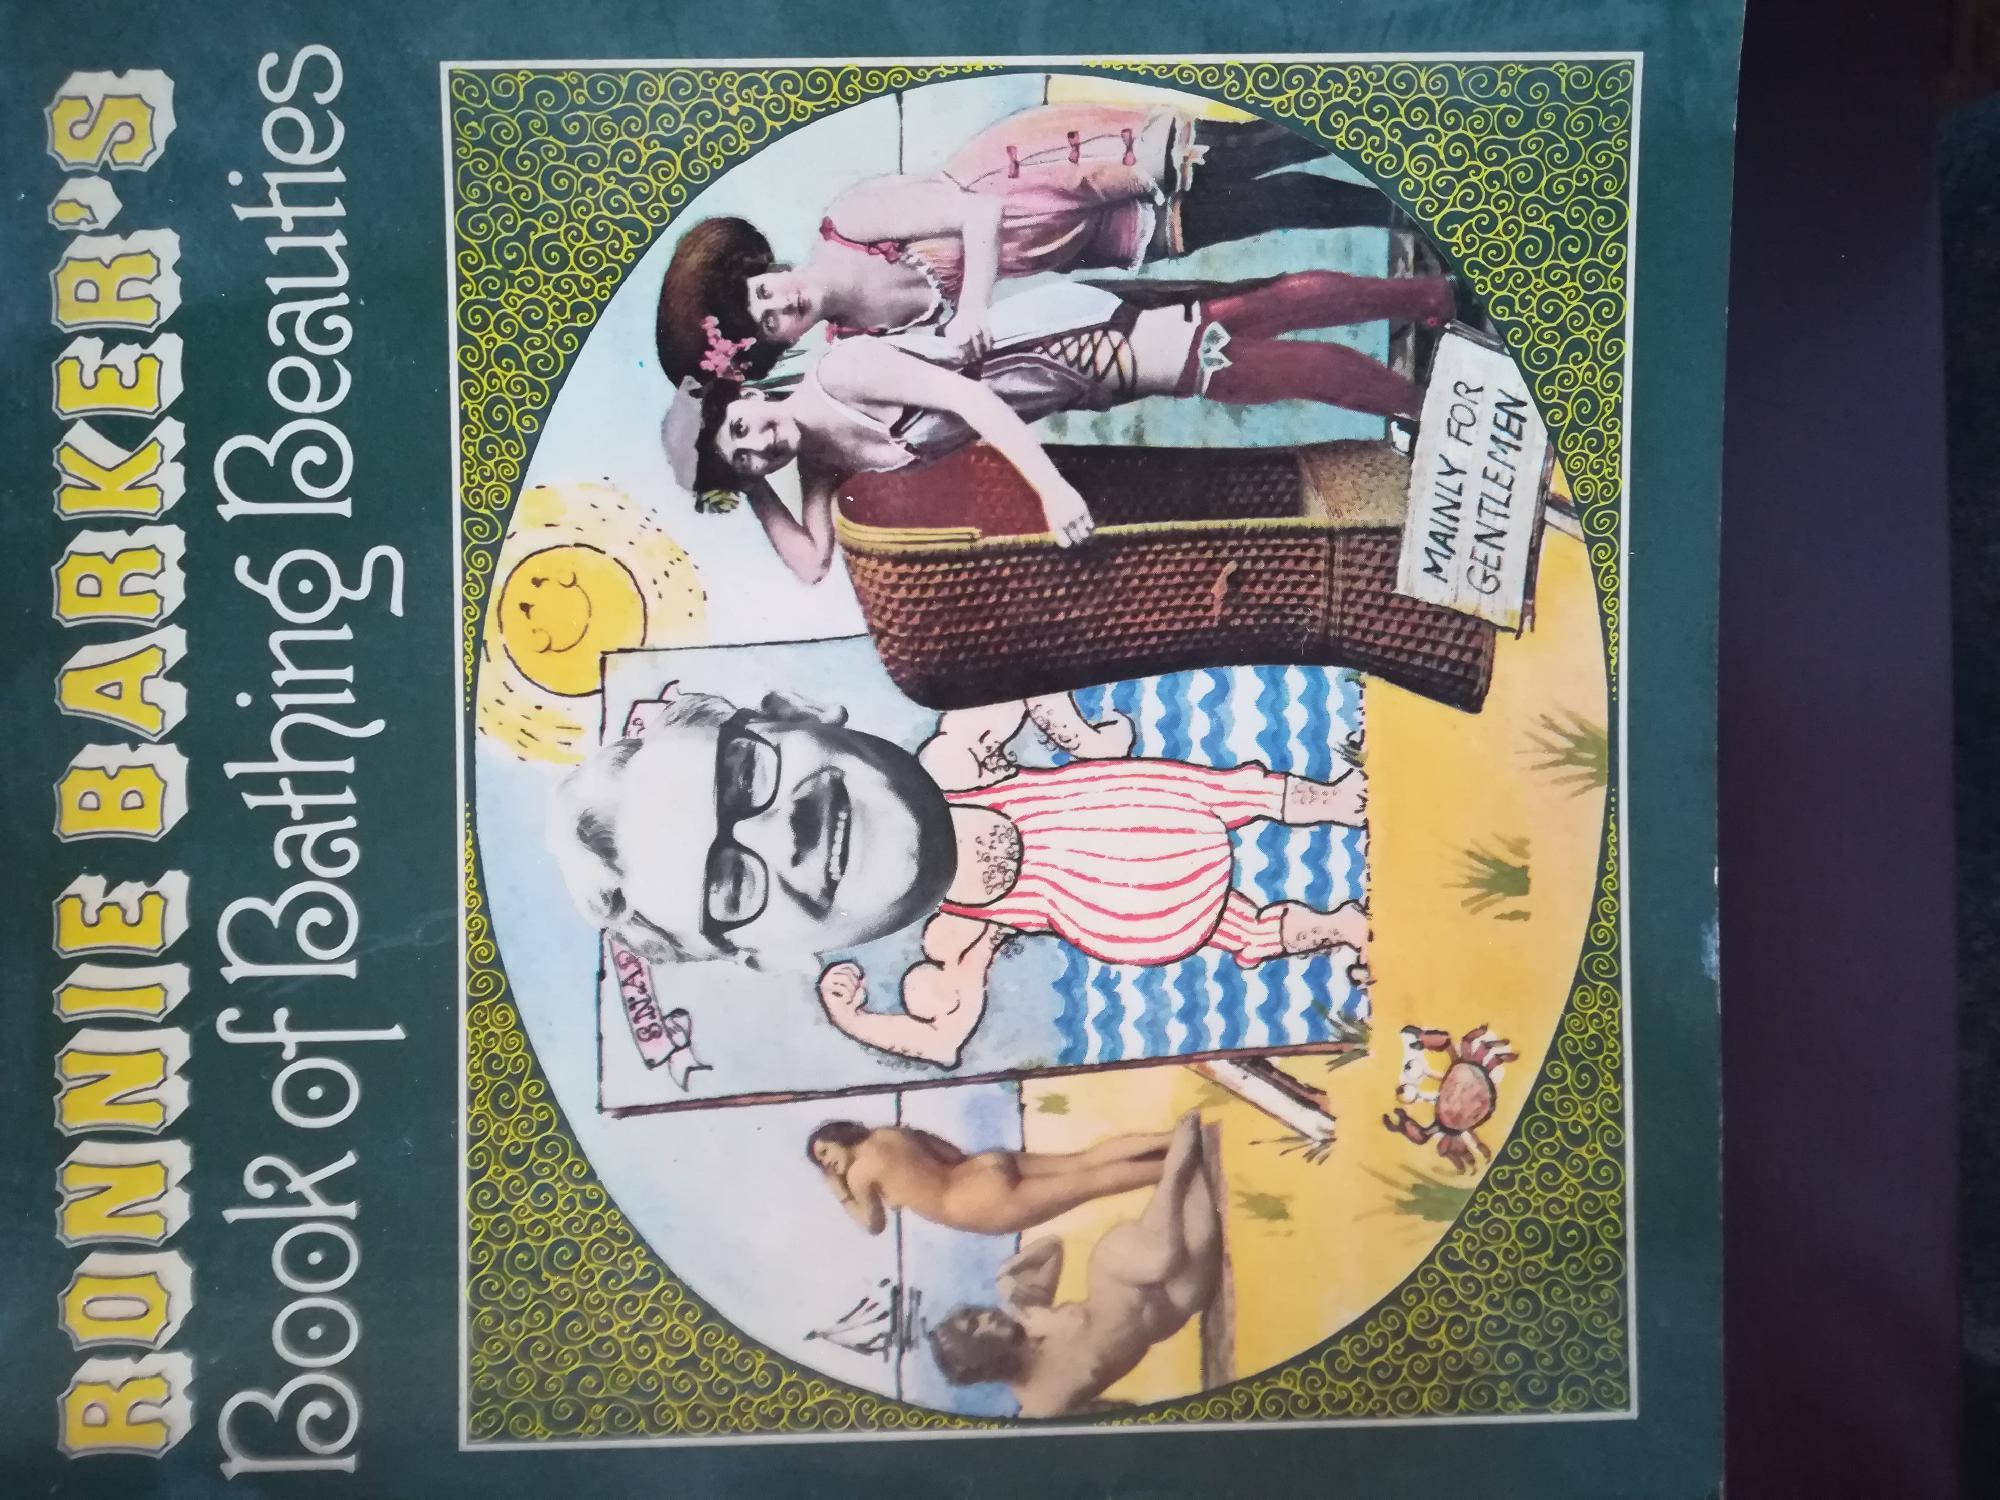 RONNIE BARKER'S
Book of Bathing Beauties
MAINLY FOR
GENTLEMEN